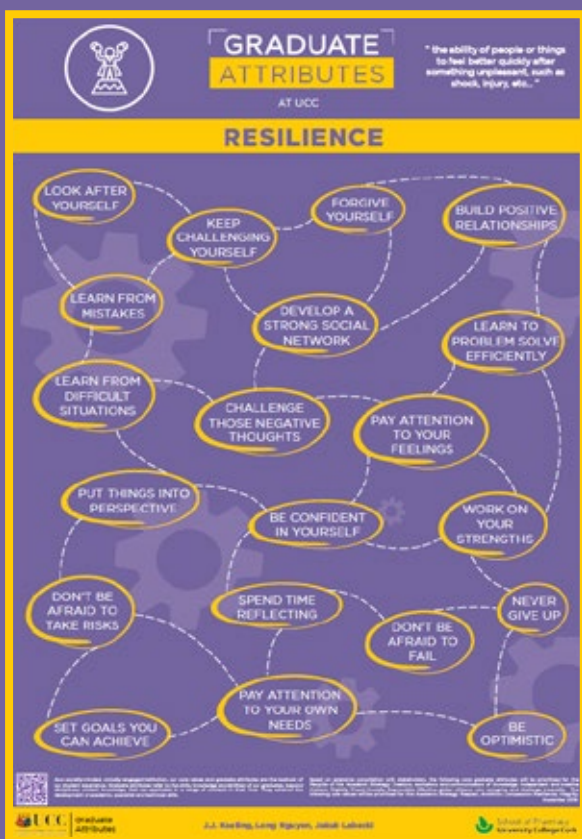 GRADUATE
ATTRIBUTES
AT UCC
" the ability of people or things
to feel better quickly after
something unpleasant, such as
shock, injury, etc... "
RESILIENCE
LOOK AFTER
YOURSELF
KEEP
CHALLENGING
YOURSELF
FORGIVE
YOURSELF
BUILD POSITIVE
RELATIONSHIPS
LEARN FROM
MISTAKES
DEVELOP A
STRONG SOCIAL
NETWORK
LEARN TO
PROBLEM SOLVE
EFFICIENTLY
LEARN FROM
DIFFICULT
SITUATIONS
CHALLENGE
THOSE NEGATIVE
THOUGHTS
PAY ATTENTION
TO YOUR
FEELINGS
PUT THINGS INTO
PERSPECTIVE
BE CONFIDENT
IN YOURSELF
WORK ON
YOUR
STRENGTHS
DON'T BE
AFRAID TO
TAKE RISKS
SPEND TIME
REFLECTING
DON'T BE
AFRAID TO
FAIL
NEVER
GIVE UP
SET GOALS YOU
CAN ACHIEVE
PAY ATTENTION
TO YOUR OWN
NEEDS
BE
OPTIMISTIC
UCC
Graduate
Attributes
J.J. Keating, Long Nguyen, Jakub
School of Pharmacy
University College Cork